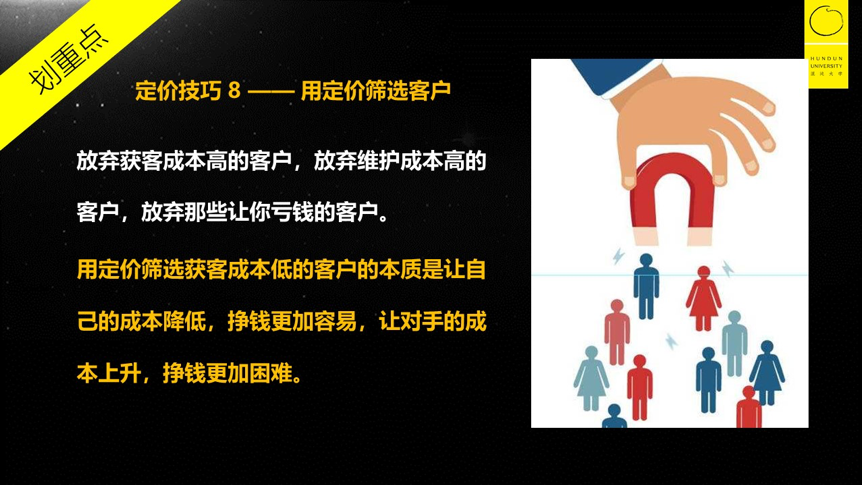 划重点
HUNDUN
UNIVERSITY
混沌大学
定价技巧 8 —— 用定价筛选客户
放弃获客成本高的客户，放弃维护成本高的
客户，放弃那些让你亏钱的客户。
用定价筛选获客成本低的客户的本质是让自
己的成本降低，挣钱更加容易，让对手的成
本上升，挣钱更加困难。